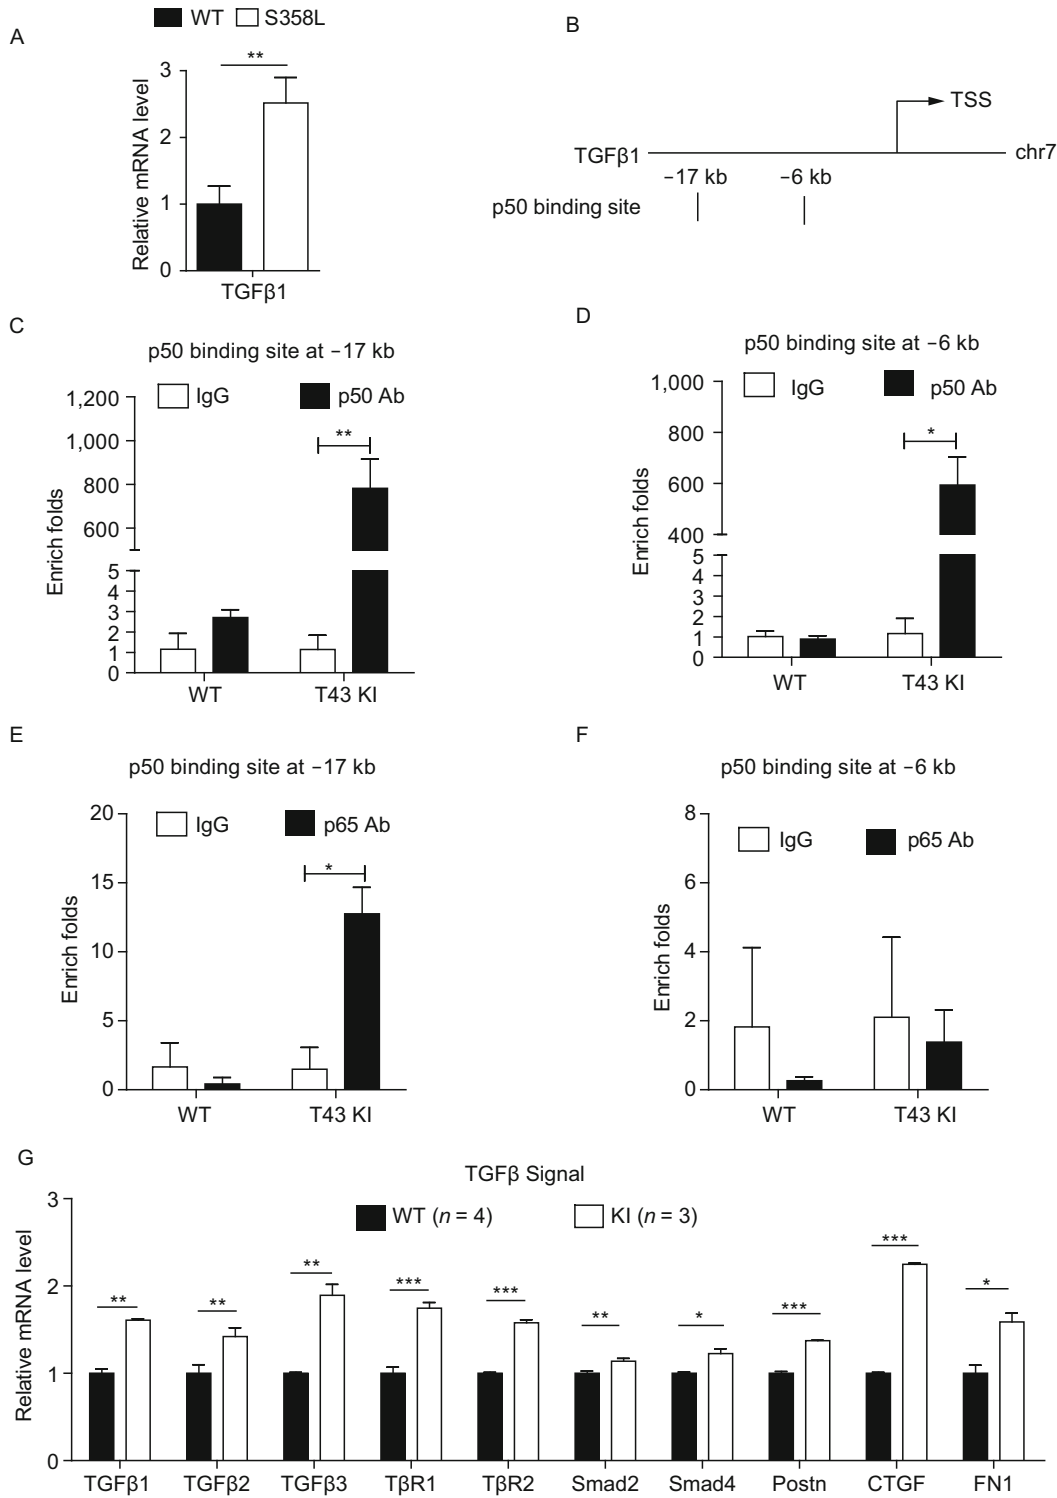 A
WT S358L
**
Relative mRNA level
3
2
1
0
TGFβ1
B
TSS
TGFβ1
chr7
−17 kb −6 kb
p50 binding site
C
p50 binding site at −17 kb
IgG p50 Ab
**
Enrich folds
1,200
1,000
800
600
5
4
3
2
1
0
WT T43 KI
D
p50 binding site at −6 kb
IgG p50 Ab
*
Enrich folds
1,000
800
600
400
5
4
3
2
1
0
WT T43 KI
E
p50 binding site at −17 kb
IgG p65 Ab
*
Enrich folds
20
15
10
5
0
WT T43 KI
F
p50 binding site at −6 kb
IgG p65 Ab
Enrich folds
8
6
4
2
0
WT T43 KI
G
TGFβ Signal
WT (n = 4) KI (n = 3)
Relative mRNA level
3
2
1
0
** ** ** *** *** ** * *** *** *
TGFβ1 TGFβ2 TGFβ3 TβR1 TβR2 Smad2 Smad4 Postn CTGF FN1